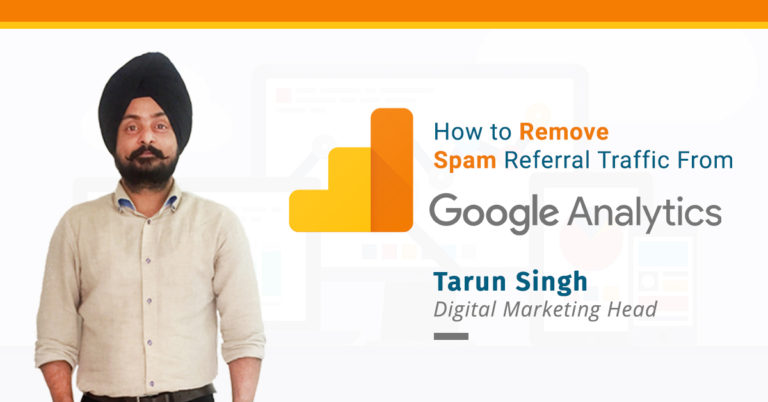 How to Remove
Spam Referral Traffic From
Google Analytics
Tarun Singh
Digital Marketing Head